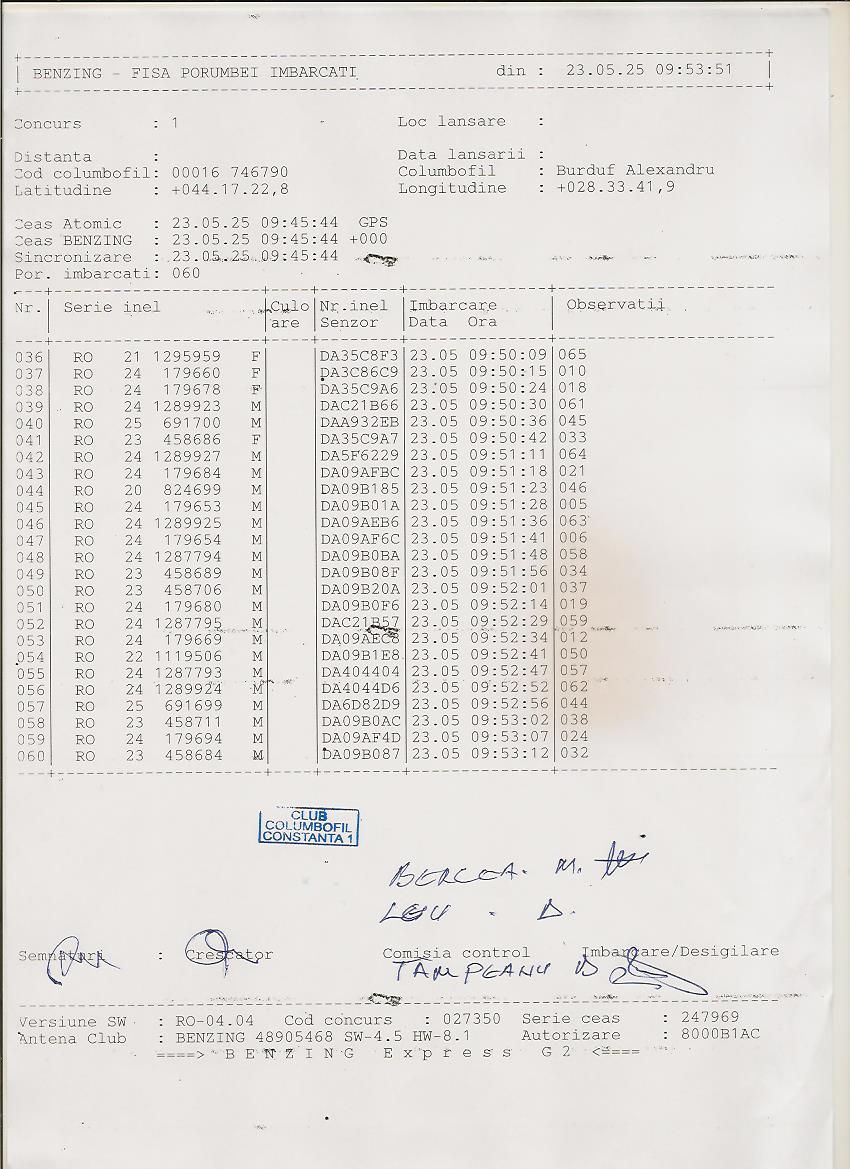 BENZING - FISA PORUMBEI IMBARCATI din : 23.05.25 09:53:51
Concurs : 1 Loc lansare :
Distanta : Data lansarii :
Cod columbofil: 00016 746790 Columbofil : Burduf Alexandru
Latitudine : +044.17.22,8 Longitudine : +028.33.41,9
Ceas Atomic : 23.05.25 09:45:44 GPS
Ceas BENZING : 23.05.25 09:45:44 +000
Sincronizare : 23.05.25 09:45:44
Por. imbarcati: 060
Nr. Serie inel Culo Nr.inel Imbarcare Observatii
are Senzor Data Ora
036 RO 21 1295959 F DA35C8F3 23.05 09:50:09 065
037 RO 24 179660 F DA3C86C9 23.05 09:50:15 010
038 RO 24 179678 F DA35C9A6 23.05 09:50:24 018
039 RO 24 1289923 M DAC21B66 23.05 09:50:30 061
040 RO 25 691700 M DAA932EB 23.05 09:50:36 045
041 RO 23 458686 F DA35C9A7 23.05 09:50:42 033
042 RO 24 1289927 M DA5F6229 23.05 09:51:11 064
043 RO 24 179684 M DA09AFBC 23.05 09:51:18 021
044 RO 20 824699 M DA09B185 23.05 09:51:23 046
045 RO 24 179653 M DA09B01A 23.05 09:51:28 005
046 RO 24 1289925 M DA09AEB6 23.05 09:51:36 063
047 RO 24 179654 M DA09AF6C 23.05 09:51:41 006
048 RO 24 1287794 M DA09B0BA 23.05 09:51:48 058
049 RO 23 458689 M DA09B08F 23.05 09:51:56 034
050 RO 23 458706 M DA09B20A 23.05 09:52:01 037
051 RO 24 179680 M DA09B0F6 23.05 09:52:14 019
052 RO 24 1287795 M DAC21B57 23.05 09:52:29 059
053 RO 24 179669 M DA09AEC8 23.05 09:52:34 012
054 RO 22 1119506 M DA09B1E8 23.05 09:52:41 050
055 RO 24 1287793 M DA404404 23.05 09:52:47 057
056 RO 24 1289924 M DA4044D6 23.05 09:52:52 062
057 RO 25 691699 M DA6D82D9 23.05 09:52:56 044
058 RO 23 458711 M DA09B0AC 23.05 09:53:02 038
059 RO 24 179694 M DA09AF4D 23.05 09:53:07 024
060 RO 23 458684 M DA09B087 23.05 09:53:12 032
CLUB
COLUMBOFIL
CONSTANTA 1
BERCEA. M.
LEU . D.
Semnaturi : Crescator Comisia control Imbarcare/Desigilare
TAMPEANU D
Versiune SW : RO-04.04 Cod concurs : 027350 Serie ceas : 247969
Antena Club : BENZING 48905468 SW-4.5 HW-8.1 Autorizare : 8000B1AC
====> B E N Z I N G E x p r e s s G 2 <====